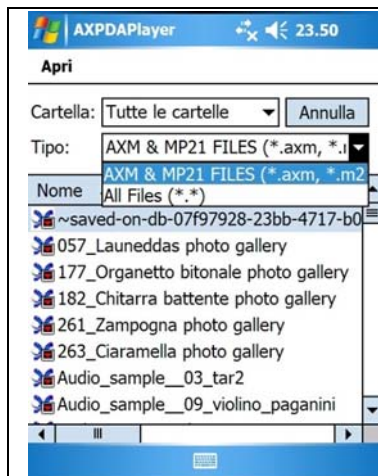 AXPDAPlayer 23.50
Apri
Cartella: Tutte le cartelle Annulla
Tipo: AXM & MP21 FILES (*.axm, *.
AXM & MP21 FILES (*.axm, *.m2
All Files (*.*)
Nome
~saved-on-db-07f97928-23bb-4717-b0
057_Launeddas photo gallery
177_Organetto bitonale photo gallery
182_Chitarra battente photo gallery
261_Zampogna photo gallery
263_Ciaramella photo gallery
Audio_sample__03_tar2
Audio_sample__09_violino_paganini